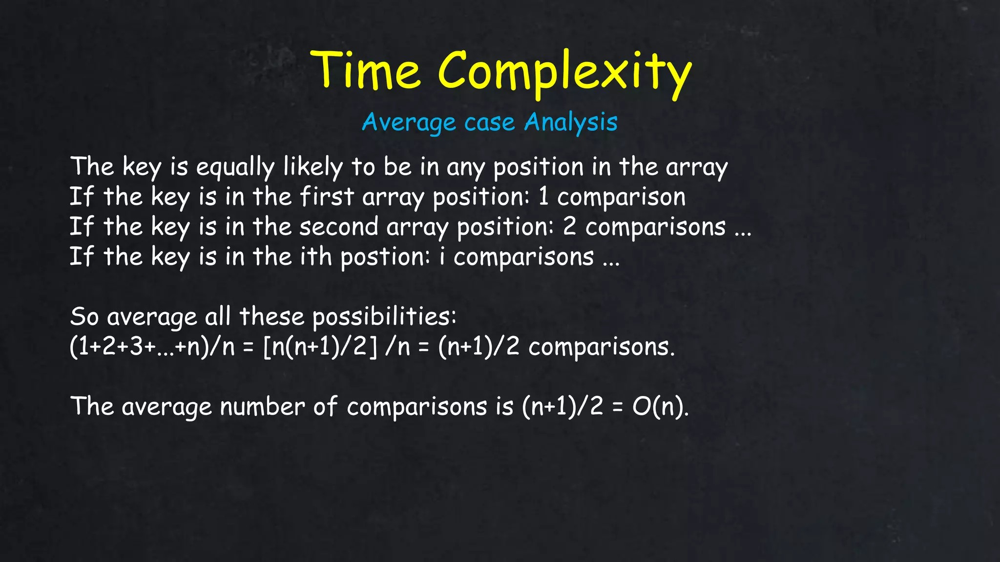 Time Complexity
Average case Analysis
The key is equally likely to be in any position in the array
If the key is in the first array position: 1 comparison
If the key is in the second array position: 2 comparisons ...
If the key is in the ith postion: i comparisons ...
So average all these possibilities:
(1+2+3+...+n)/n = [n(n+1)/2] /n = (n+1)/2 comparisons.
The average number of comparisons is (n+1)/2 = O(n).